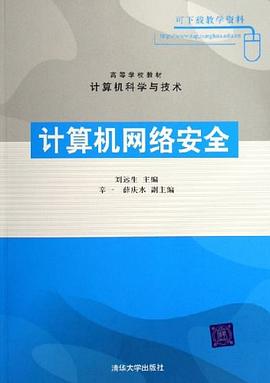 可下载教学资料
高等学校教材
计算机科学与技术
计算机网络安全
刘远生 主编
辛一 薛庆水 副主编
清华大学出版社